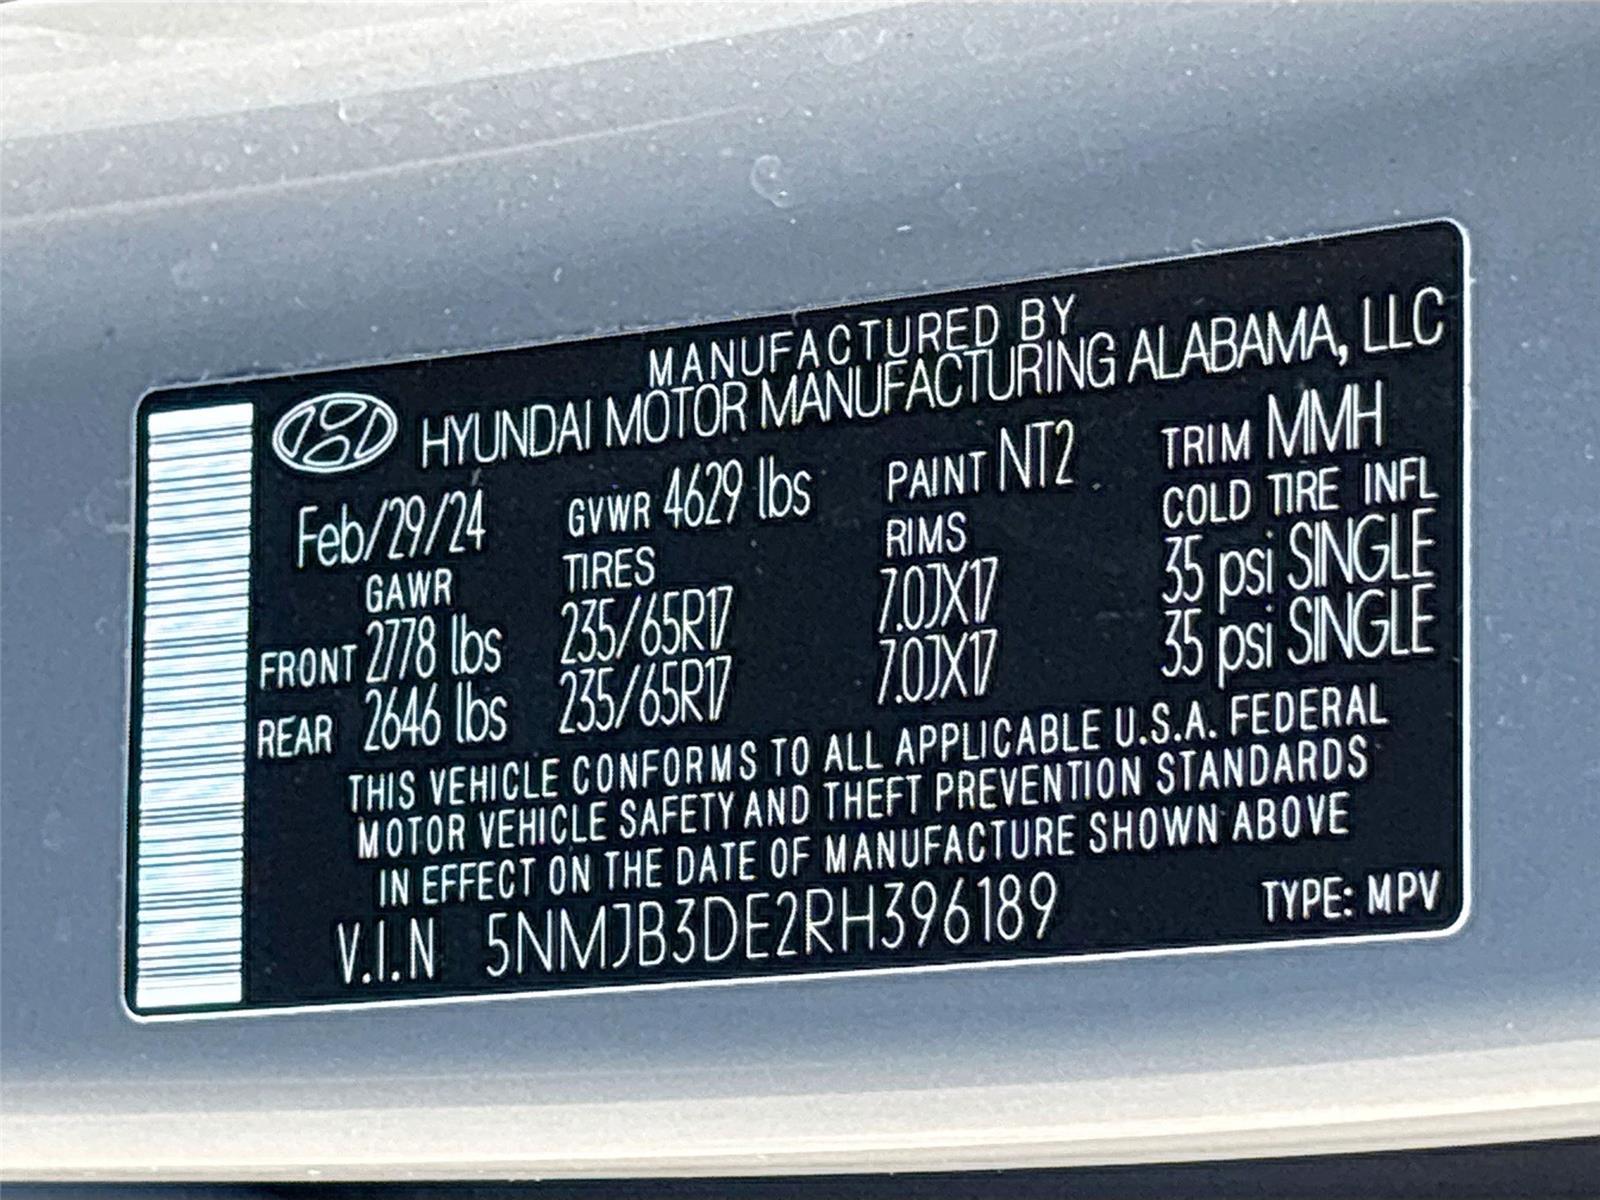 MANUFACTURED BY
HYUNDAI MOTOR MANUFACTURING ALABAMA, LLC
Feb/29/24 GVWR 4629 lbs PAINT NT2 TRIM MMH
GAWR TIRES RIMS COLD TIRE INFL
FRONT 2778 lbs 235/65R17 7.0JX17 35 psi SINGLE
REAR 2646 lbs 235/65R17 7.0JX17 35 psi SINGLE
THIS VEHICLE CONFORMS TO ALL APPLICABLE U.S.A. FEDERAL
MOTOR VEHICLE SAFETY AND THEFT PREVENTION STANDARDS
IN EFFECT ON THE DATE OF MANUFACTURE SHOWN ABOVE
V.I.N 5NMJB3DE2RH396189 TYPE: MPV